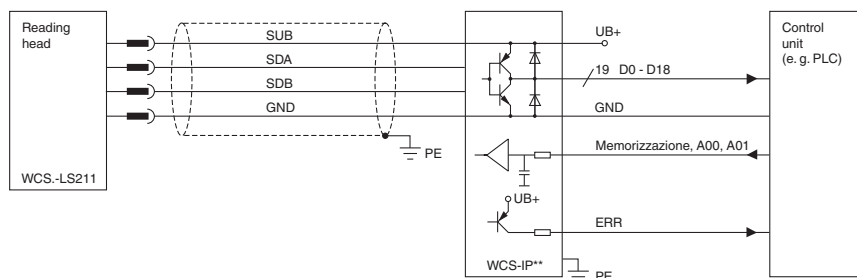 Reading
head
WCS.-LS211
SUB
SDA
SDB
GND
PE
UB+
19 D0 - D18
GND
Memorizzazione, A00, A01
UB+
ERR
WCS-IP**
PE
Control
unit
(e. g. PLC)